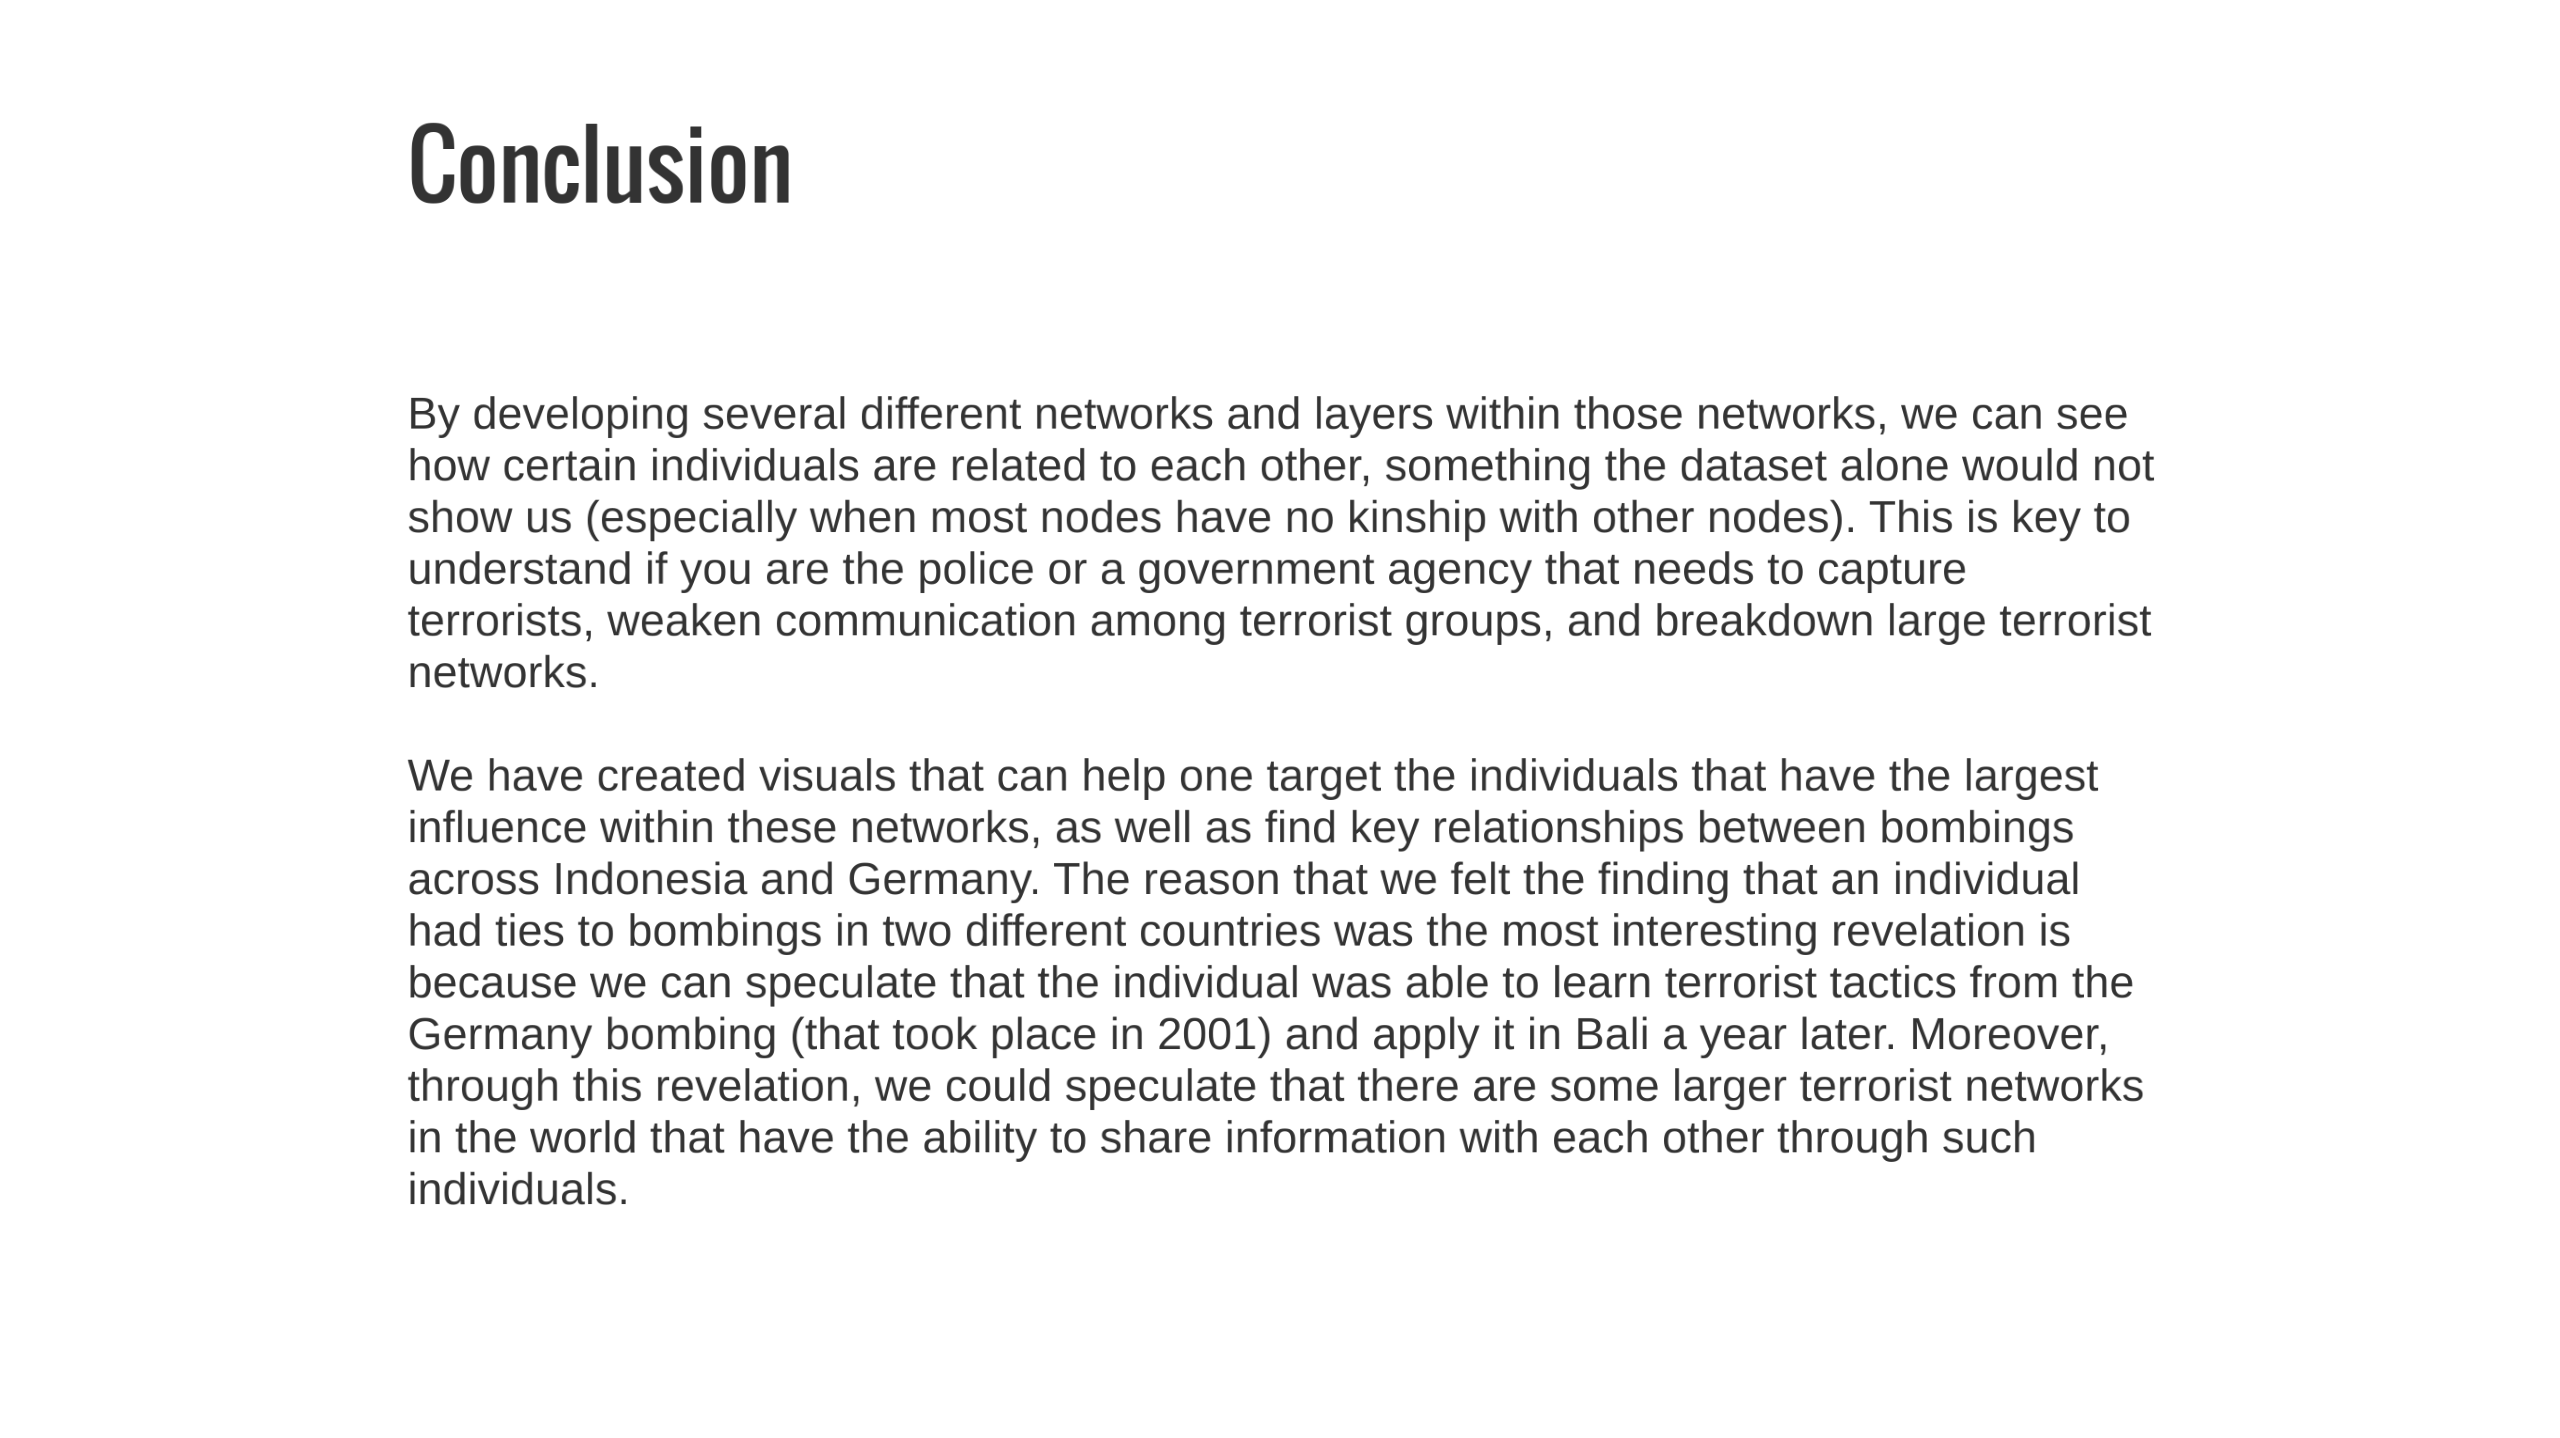 Conclusion
By developing several different networks and layers within those networks, we can see
how certain individuals are related to each other, something the dataset alone would not
show us (especially when most nodes have no kinship with other nodes). This is key to
understand if you are the police or a government agency that needs to capture
terrorists, weaken communication among terrorist groups, and breakdown large terrorist
networks.
We have created visuals that can help one target the individuals that have the largest
influence within these networks, as well as find key relationships between bombings
across Indonesia and Germany. The reason that we felt the finding that an individual
had ties to bombings in two different countries was the most interesting revelation is
because we can speculate that the individual was able to learn terrorist tactics from the
Germany bombing (that took place in 2001) and apply it in Bali a year later. Moreover,
through this revelation, we could speculate that there are some larger terrorist networks
in the world that have the ability to share information with each other through such
individuals.